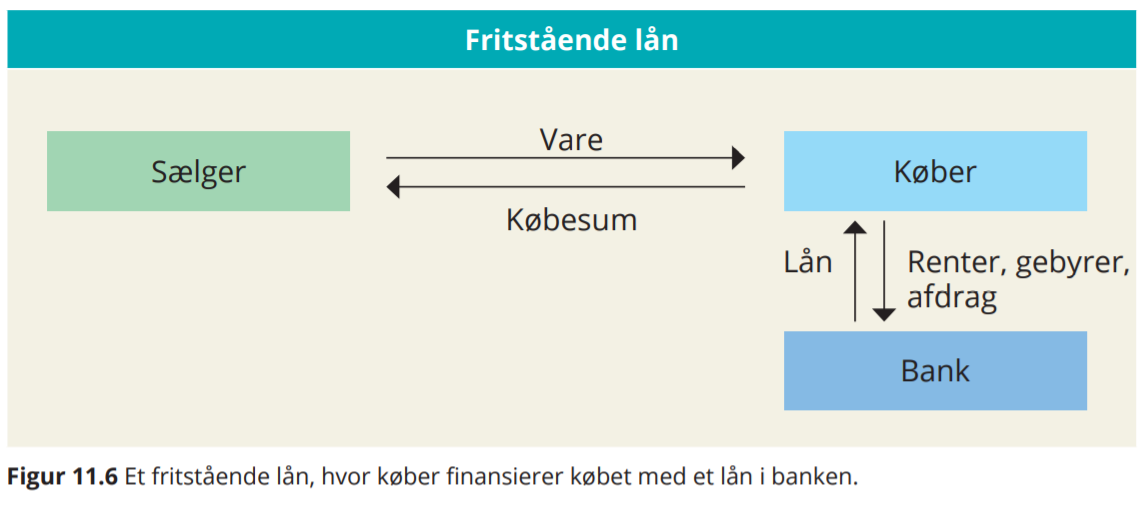 Fritstående lån
Vare
Sælger
Køber
Købesum
Lån
Renter, gebyrer,
afdrag
Bank
Figur 11.6 Et fritstående lån, hvor køber finansierer købet med et lån i banken.